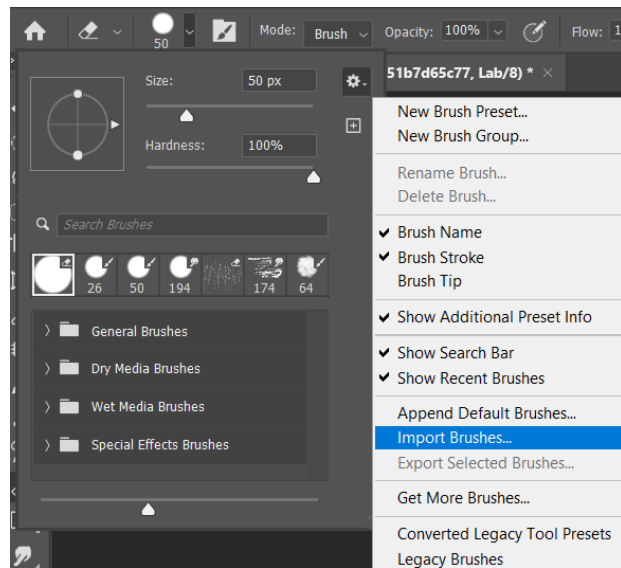 Mode: Brush Opacity: 100% Flow:
50
51b7d65c77, Lab/8) * ×
Size: 50 px
Hardness: 100%
Search Brushes
26 50 194 174 64
General Brushes
Dry Media Brushes
Wet Media Brushes
Special Effects Brushes
New Brush Preset...
New Brush Group...
Rename Brush...
Delete Brush...
Brush Name
Brush Stroke
Brush Tip
Show Additional Preset Info
Show Search Bar
Show Recent Brushes
Append Default Brushes...
Import Brushes...
Export Selected Brushes...
Get More Brushes...
Converted Legacy Tool Presets
Legacy Brushes